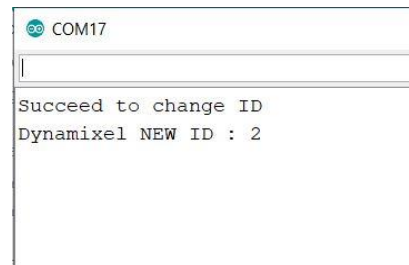 COM17
Succeed to change ID
Dynamixel NEW ID : 2